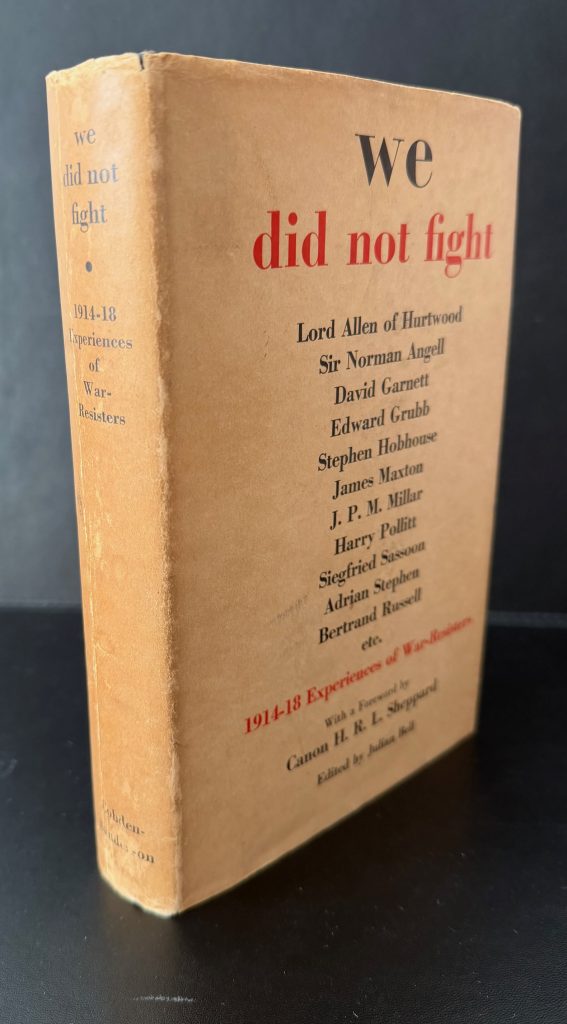 we
did not
fight
•
1914-18
Experiences
of
War-
Resisters
Cobden-
we
did not fight
Lord Allen of Hurtwood
Sir Norman Angell
David Garnett
Edward Grubb
Stephen Hobhouse
James Maxton
J. P. M. Millar
Harry Pollitt
Siegfried Sassoon
Adrian Stephen
Bertrand Russell
etc.
1914-18 Experiences of War-Resisters
With a Foreword by
Canon H. R. L. Sheppard
Edited by Julian Bell